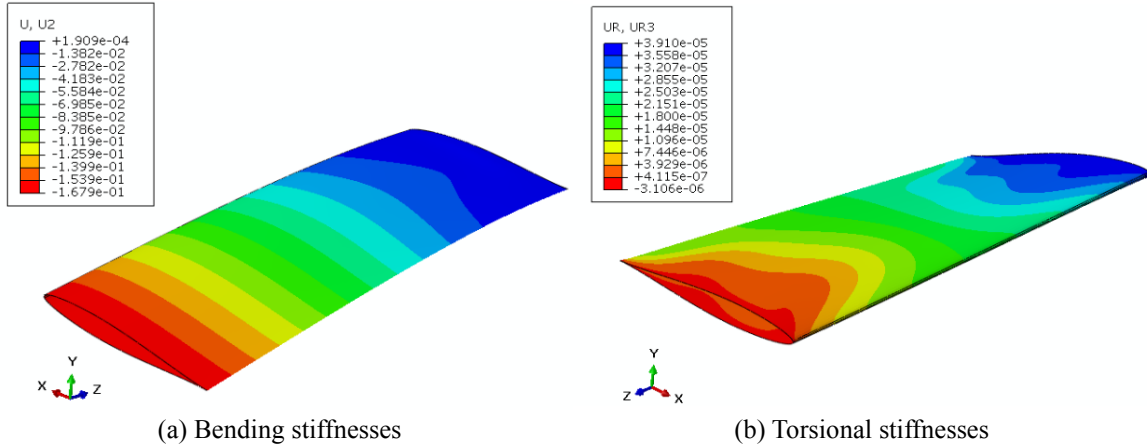 U, U2
+1.909e-04
-1.382e-02
-2.782e-02
-4.183e-02
-5.584e-02
-6.985e-02
-8.385e-02
-9.786e-02
-1.119e-01
-1.259e-01
-1.399e-01
-1.539e-01
-1.679e-01
Y
X
Z
(a) Bending stiffnesses
UR, UR3
+3.910e-05
+3.558e-05
+3.207e-05
+2.855e-05
+2.503e-05
+2.151e-05
+1.800e-05
+1.448e-05
+1.096e-05
+7.446e-06
+3.929e-06
+4.115e-07
-3.106e-06
Y
Z
X
(b) Torsional stiffnesses